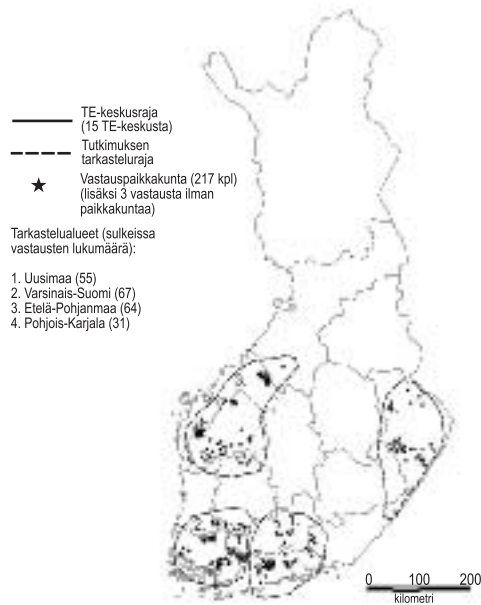 TE-keskusraja
(15 TE-keskusta)
Tutkimuksen
tarkasteluraja
Vastauspaikkakunta (217 kpl)
(lisäksi 3 vastausta ilman
paikkakuntaa)
Tarkastelualueet (sulkeissa
vastausten lukumäärä):
1. Uusimaa (55)
2. Varsinais-Suomi (67)
3. Etelä-Pohjanmaa (64)
4. Pohjois-Karjala (31)
0 100 200
kilometri